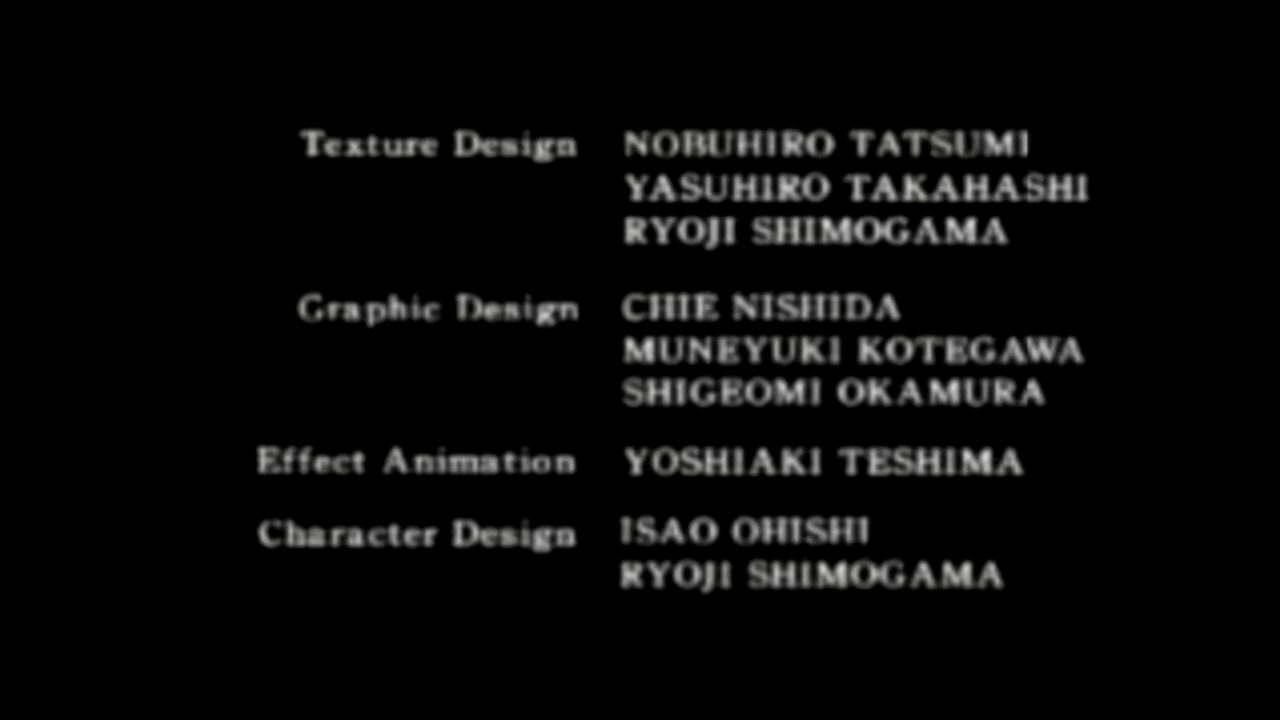 Texture Design NOBUHIRO TATSUMI
YASUHIRO TAKAHASHI
RYOJI SHIMOGAMA
Graphic Design CHIE NISHIDA
MUNEYUKI KOTEGAWA
SHIGEOMI OKAMURA
Effect Animation YOSHIAKI TESHIMA
Character Design ISAO OHISHI
RYOJI SHIMOGAMA